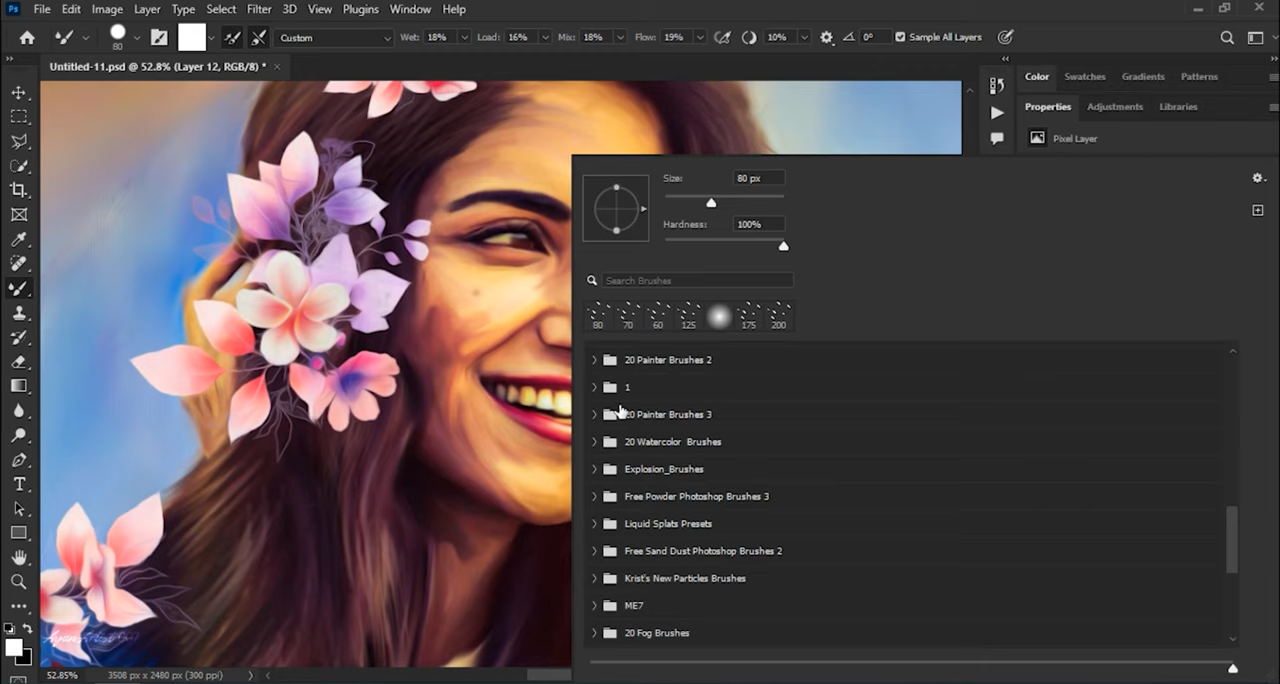 Ps File Edit Image Layer Type Select Filter 3D View Plugins Window Help
80 Custom Wet: 18% Load: 16% Mix: 18% Flow: 19% 10% 0° Sample All Layers
Untitled-11.psd @ 52.8% (Layer 12, RGB/8) * ×
Color Swatches Gradients Patterns
Properties Adjustments Libraries
Pixel Layer
Size: 80 px
Hardness: 100%
Search Brushes
80 70 60 125 175 200
20 Painter Brushes 2
1
20 Painter Brushes 3
20 Watercolor Brushes
Explosion_Brushes
Free Powder Photoshop Brushes 3
Liquid Splats Presets
Free Sand Dust Photoshop Brushes 2
Krist's New Particles Brushes
ME7
20 Fog Brushes
52.85% 3508 px x 2480 px (300 ppi)